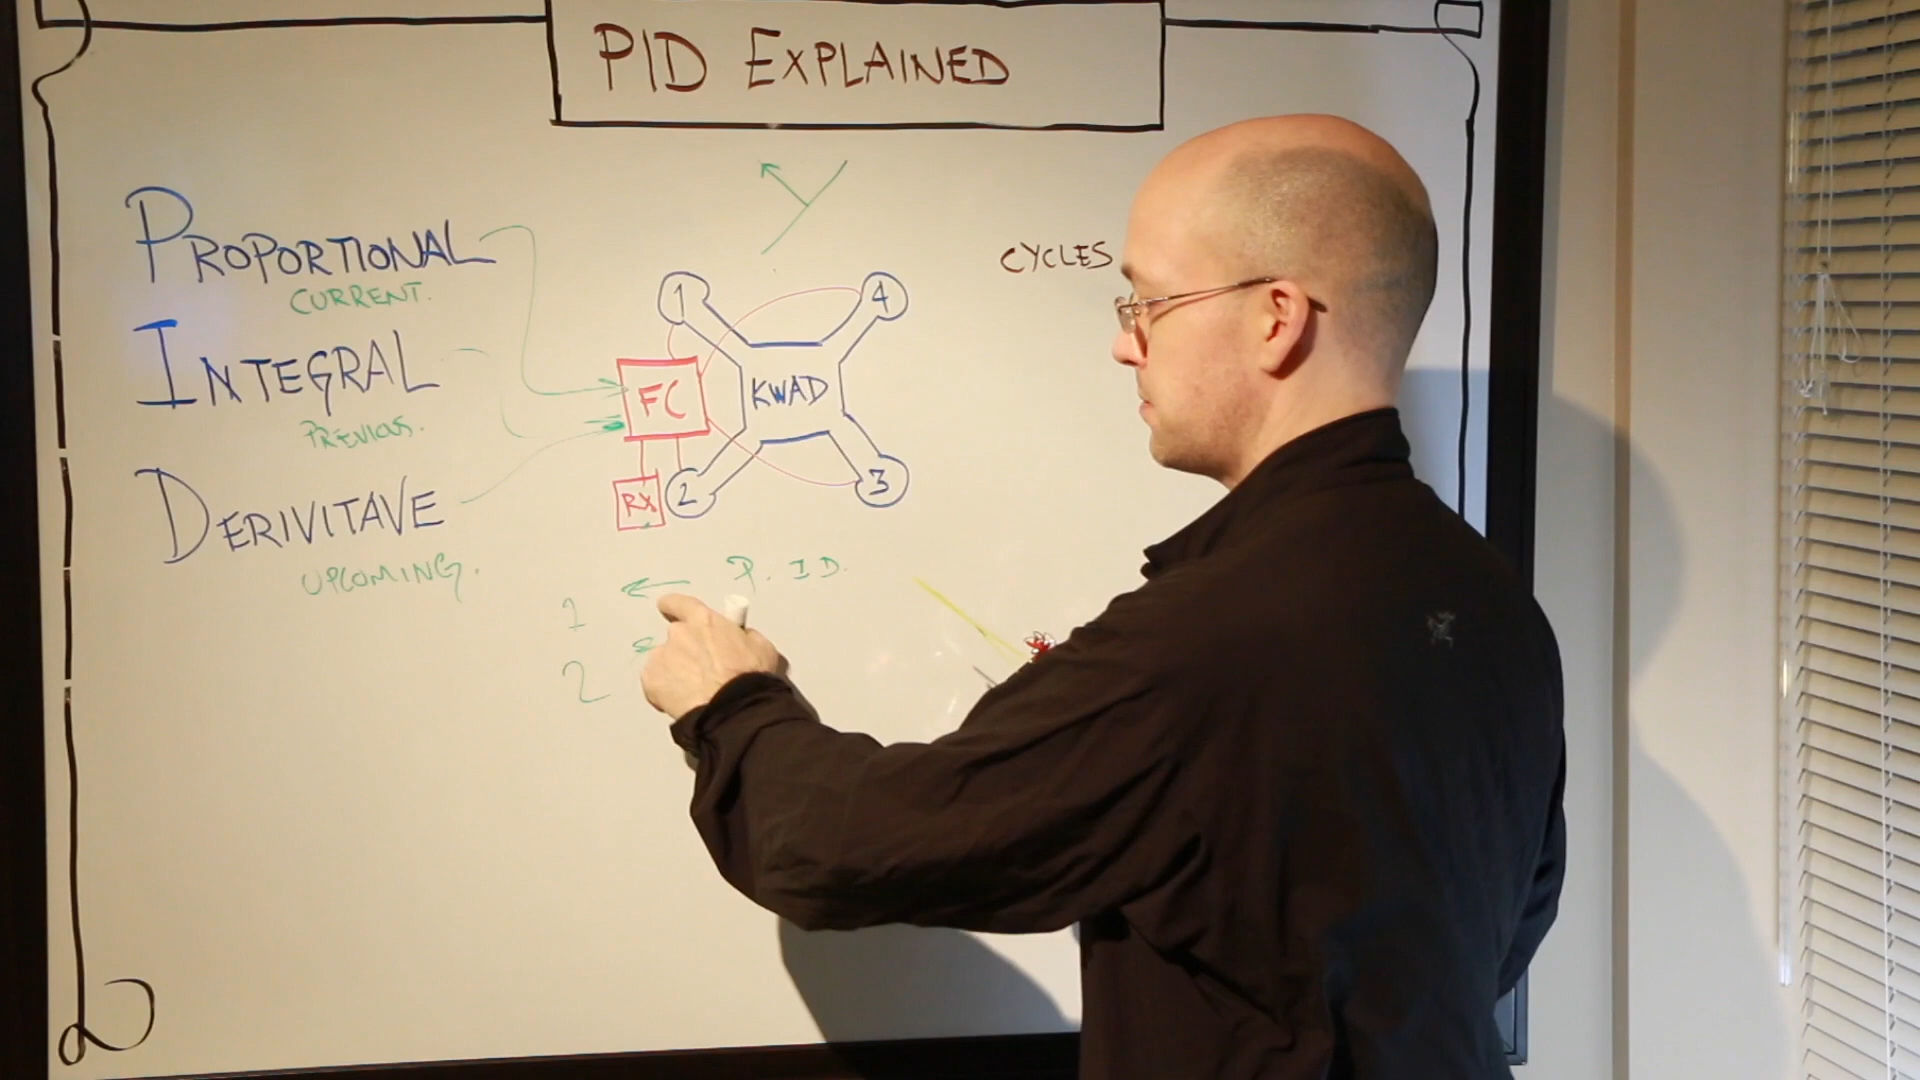 PID EXPLAINED
PROPORTIONAL
CURRENT.
INTEGRAL
PREVIOUS.
DERIVITAVE
UPCOMING.
CYCLES
1
4
FC
KWAD
RX
2
3
P. I D.
1
2